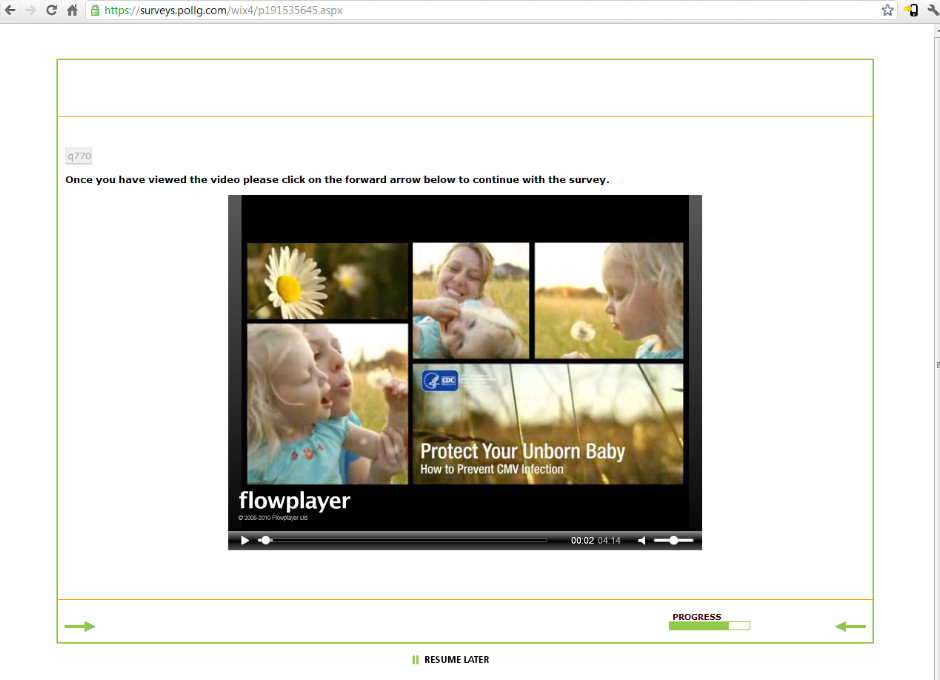 https://surveys.pollg.com/wix4/p191535645.aspx
q770
Once you have viewed the video please click on the forward arrow below to continue with the survey.
CDC
Protect Your Unborn Baby
How to Prevent CMV Infection
flowplayer
© 2008-2010 Flowplayer Ltd
00:02 04:14
PROGRESS
RESUME LATER